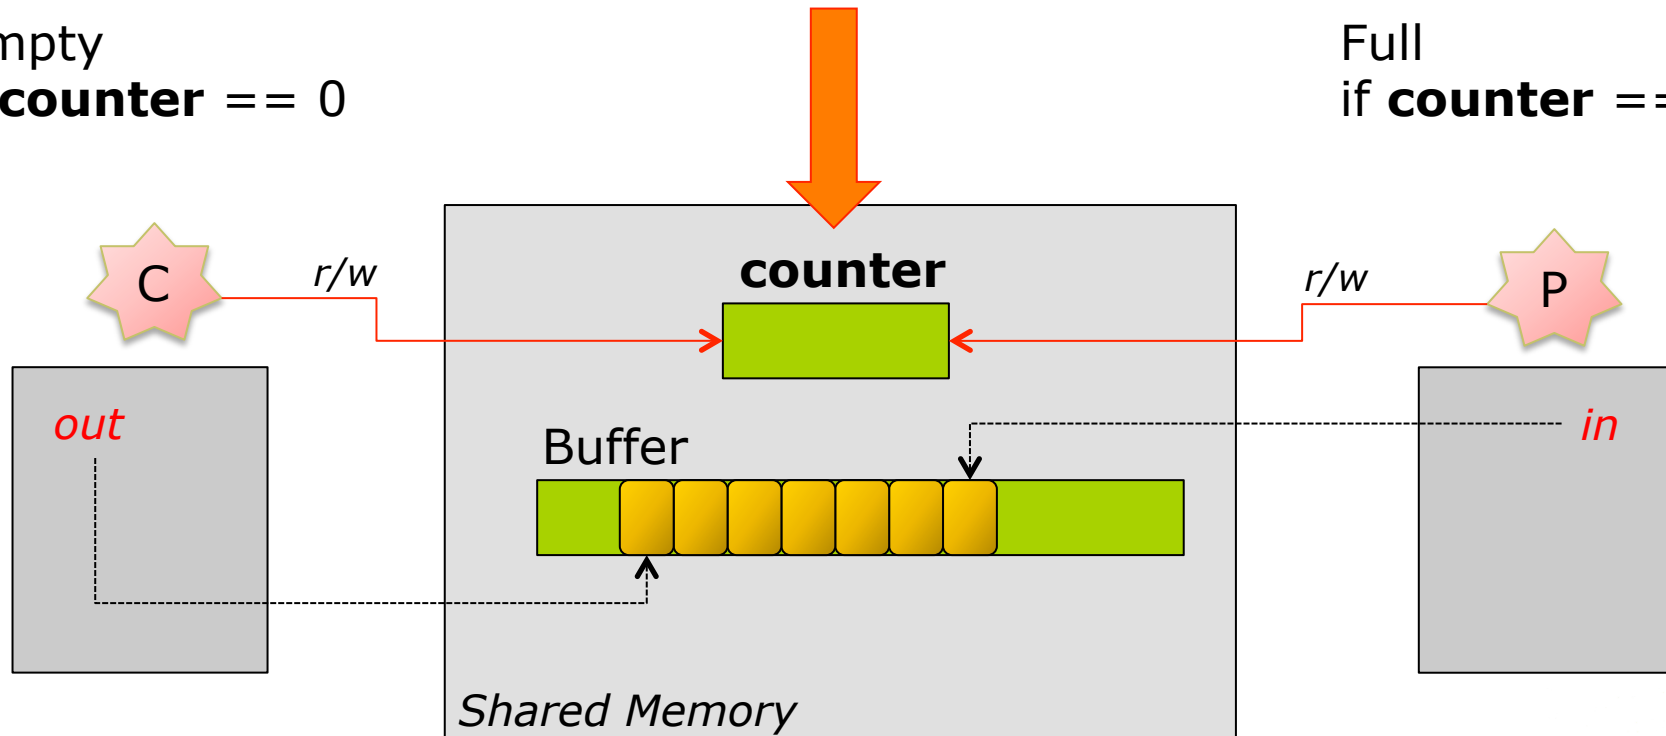 mpty
counter == 0
Full
if counter ==
C
r/w
counter
r/w
P
out
in
Buffer
Shared Memory